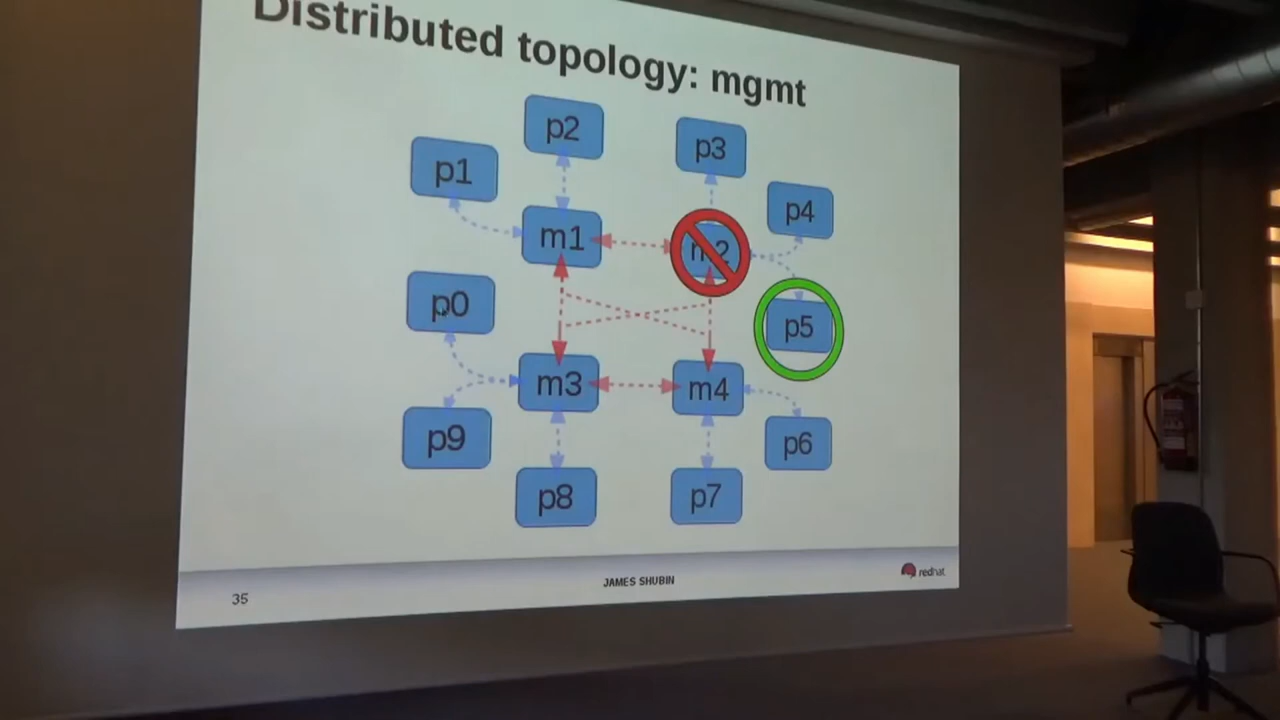 Distributed topology: mgmt
p2
p3
p1
p4
m1
m2
p0
p5
m3
m4
p9
p6
p8
p7
JAMES SHUBIN
redhat
35